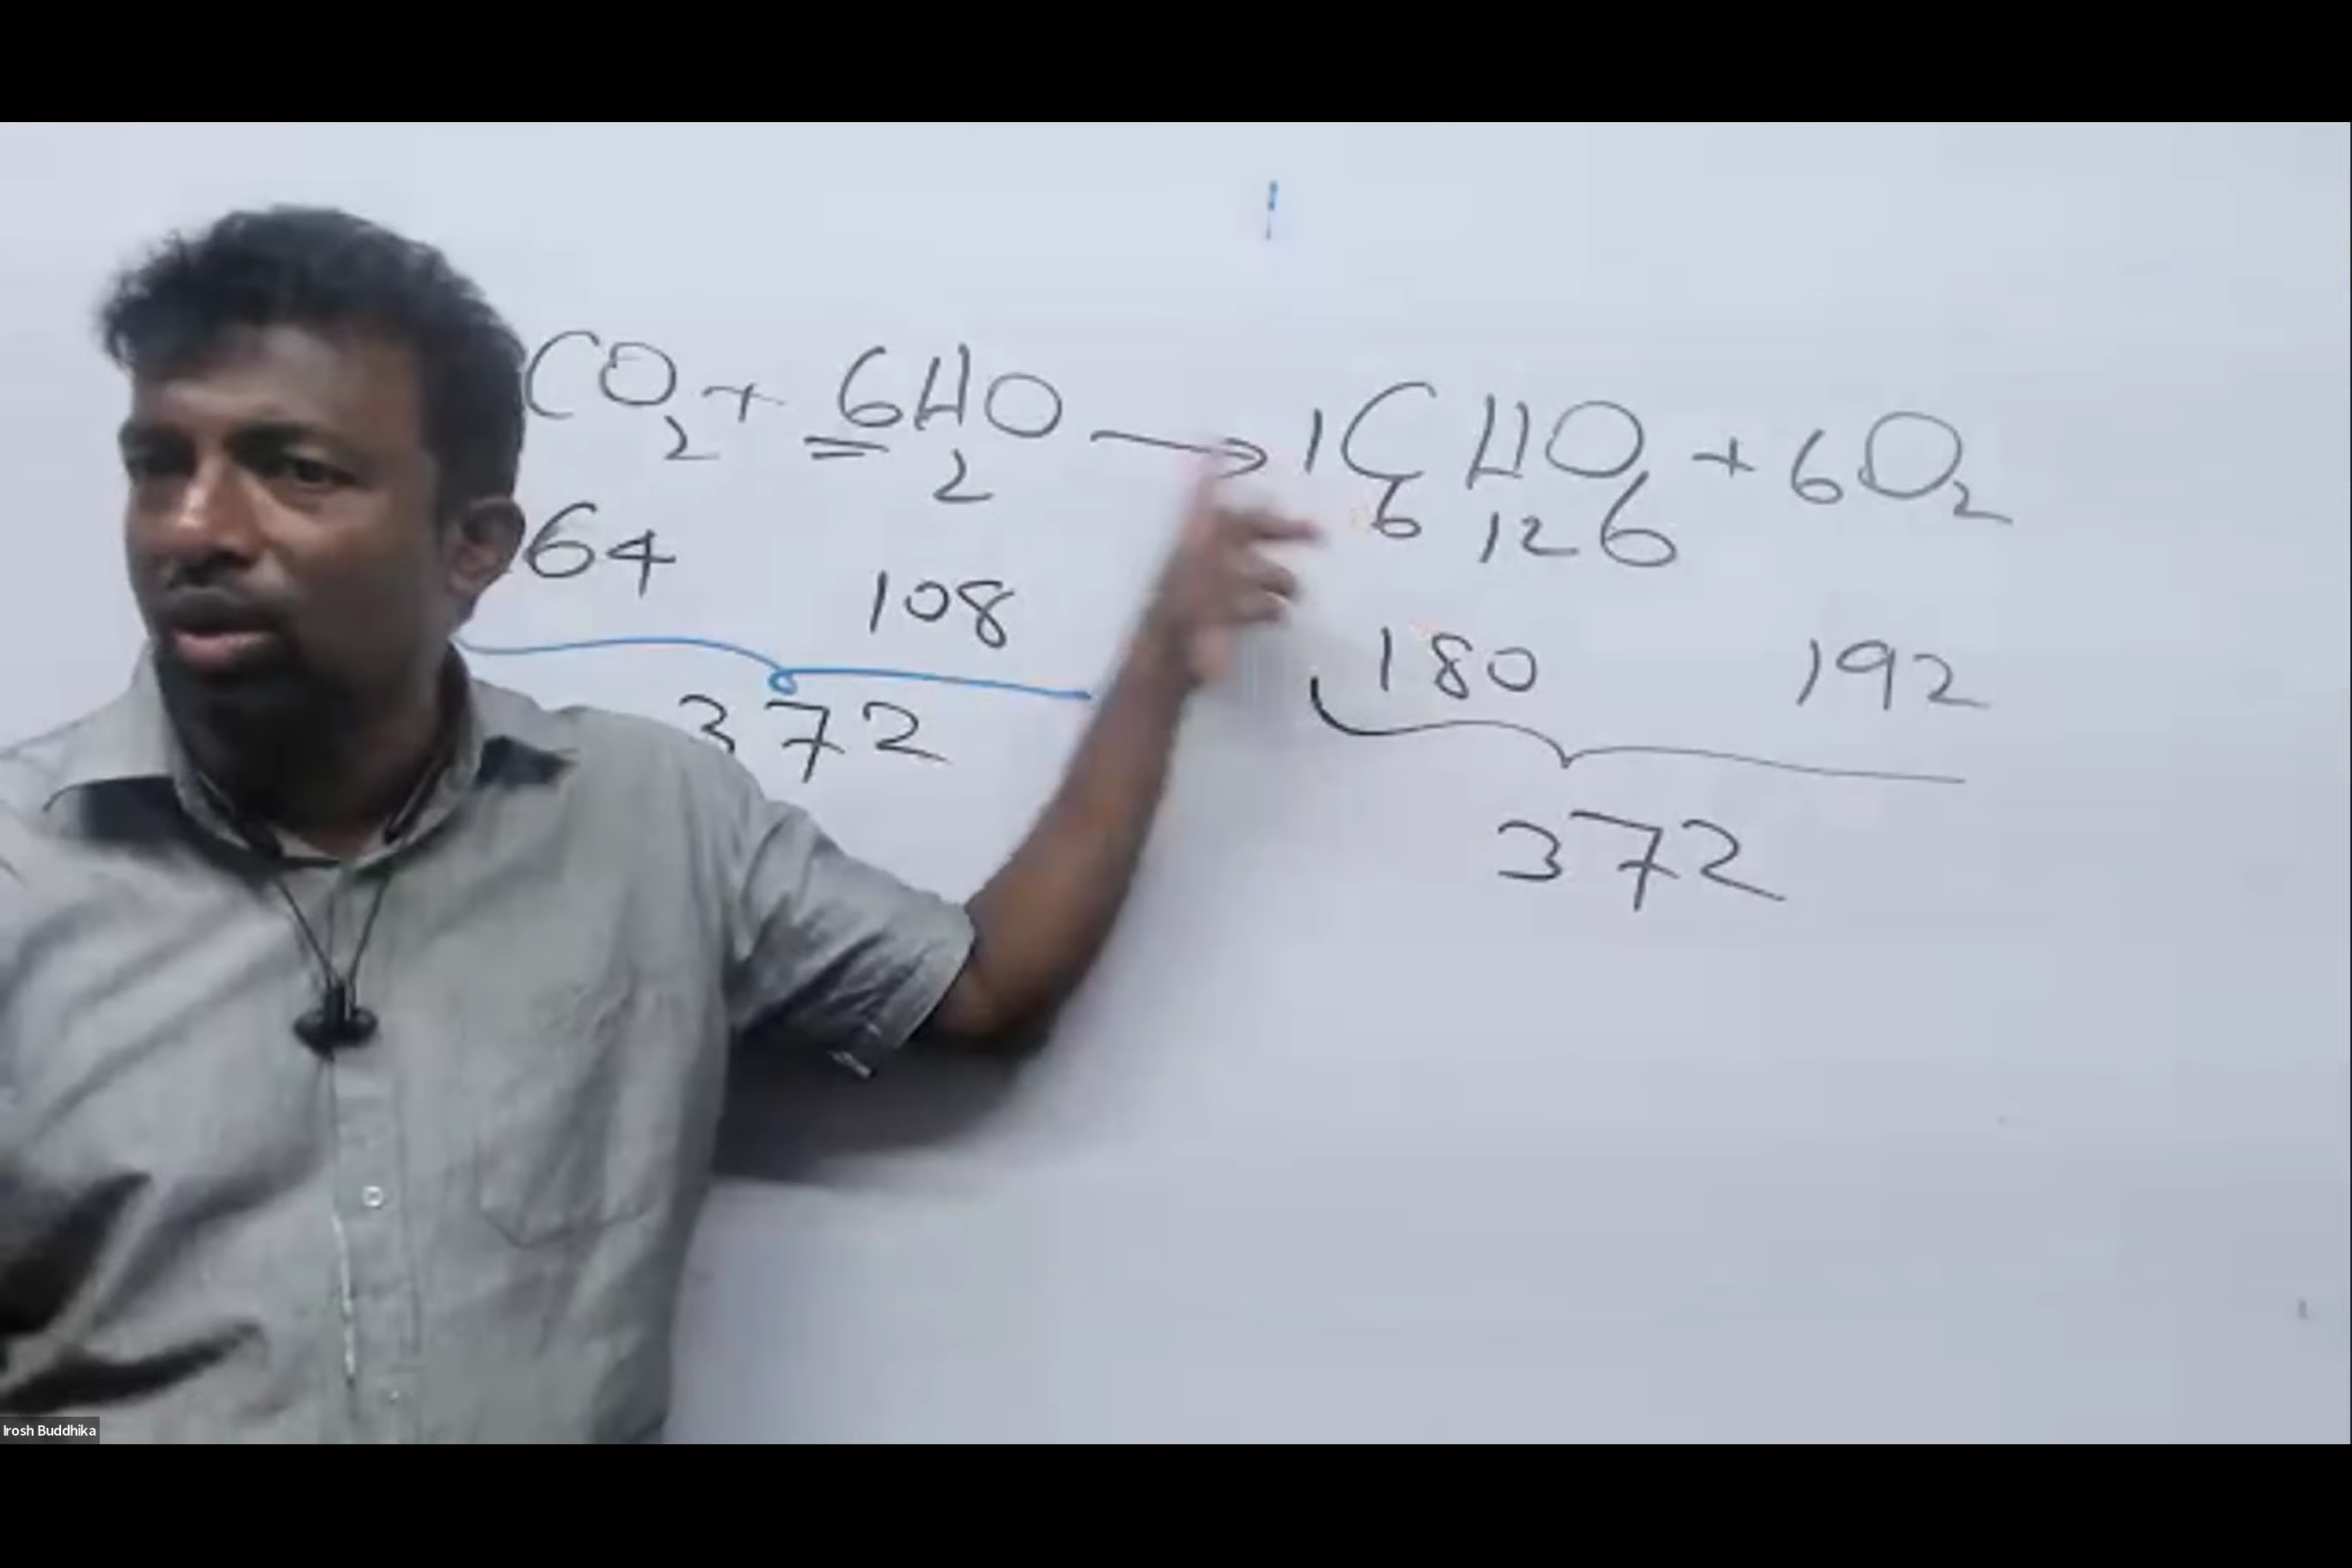 CO₂ + 6H₂O → 1C₆H₁₂O₆ + 6O₂
64 108 180 192
372 372
Irosh Buddhika